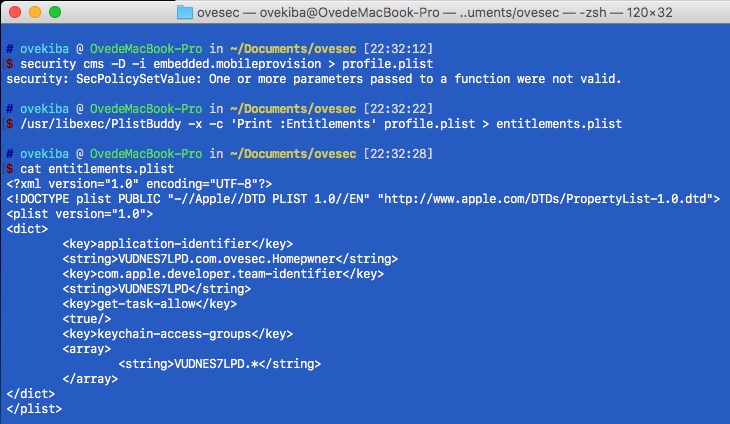 ovesec — ovekiba@OvedeMacBook-Pro — ..uments/ovesec — -zsh — 120×32
# ovekiba @ OvedeMacBook-Pro in ~/Documents/ovesec [22:32:12]
$ security cms -D -i embedded.mobileprovision > profile.plist
security: SecPolicySetValue: One or more parameters passed to a function were not valid.
# ovekiba @ OvedeMacBook-Pro in ~/Documents/ovesec [22:32:22]
$ /usr/libexec/PlistBuddy -x -c 'Print :Entitlements' profile.plist > entitlements.plist
# ovekiba @ OvedeMacBook-Pro in ~/Documents/ovesec [22:32:28]
$ cat entitlements.plist
<?xml version="1.0" encoding="UTF-8"?>
<!DOCTYPE plist PUBLIC "-//Apple//DTD PLIST 1.0//EN" "http://www.apple.com/DTDs/PropertyList-1.0.dtd">
<plist version="1.0">
<dict>
	<key>application-identifier</key>
	<string>VUDNES7LPD.com.ovesec.Homepwner</string>
	<key>com.apple.developer.team-identifier</key>
	<string>VUDNES7LPD</string>
	<key>get-task-allow</key>
	<true/>
	<key>keychain-access-groups</key>
	<array>
		<string>VUDNES7LPD.*</string>
	</array>
</dict>
</plist>